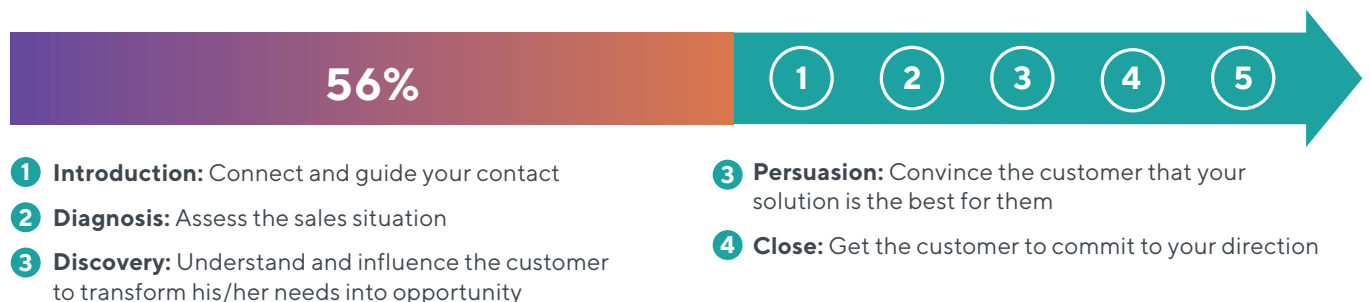 56%
1 2 3 4 5
1 Introduction: Connect and guide your contact
2 Diagnosis: Assess the sales situation
3 Discovery: Understand and influence the customer
to transform his/her needs into opportunity
3 Persuasion: Convince the customer that your
solution is the best for them
4 Close: Get the customer to commit to your direction